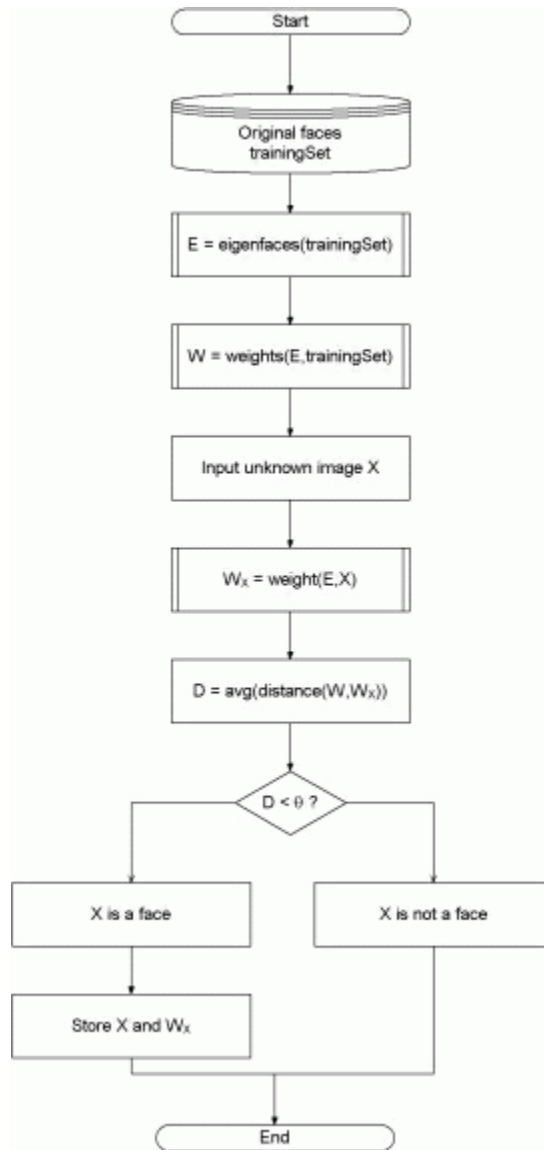 Start
Original faces
trainingSet
E = eigenfaces(trainingSet)
W = weights(E,trainingSet)
Input unknown image X
Wx = weight(E,X)
D = avg(distance(W,Wx))
D < θ ?
X is a face
X is not a face
Store X and Wx
End